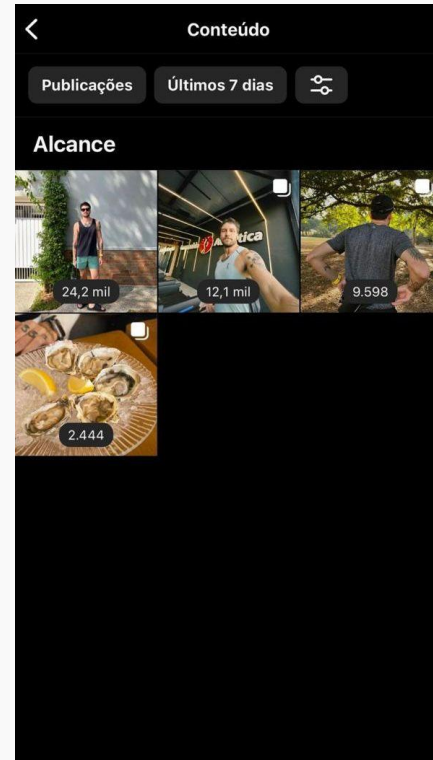 Conteúdo
Publicações
Últimos 7 dias
Alcance
24,2 mil
12,1 mil
9.598
2.444